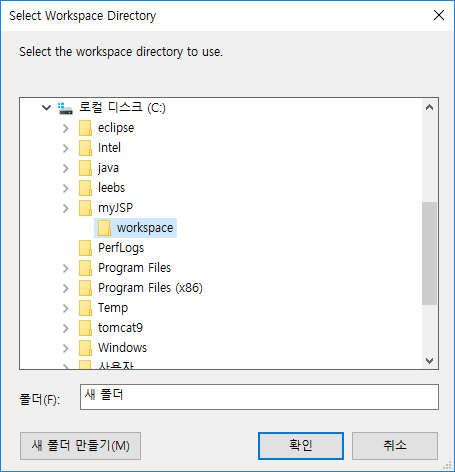 Select Workspace Directory
Select the workspace directory to use.
로컬 디스크 (C:)
eclipse
Intel
java
leebs
myJSP
workspace
PerfLogs
Program Files
Program Files (x86)
Temp
tomcat9
Windows
사용자
폴더(F):
새 폴더
새 폴더 만들기(M)
확인
취소